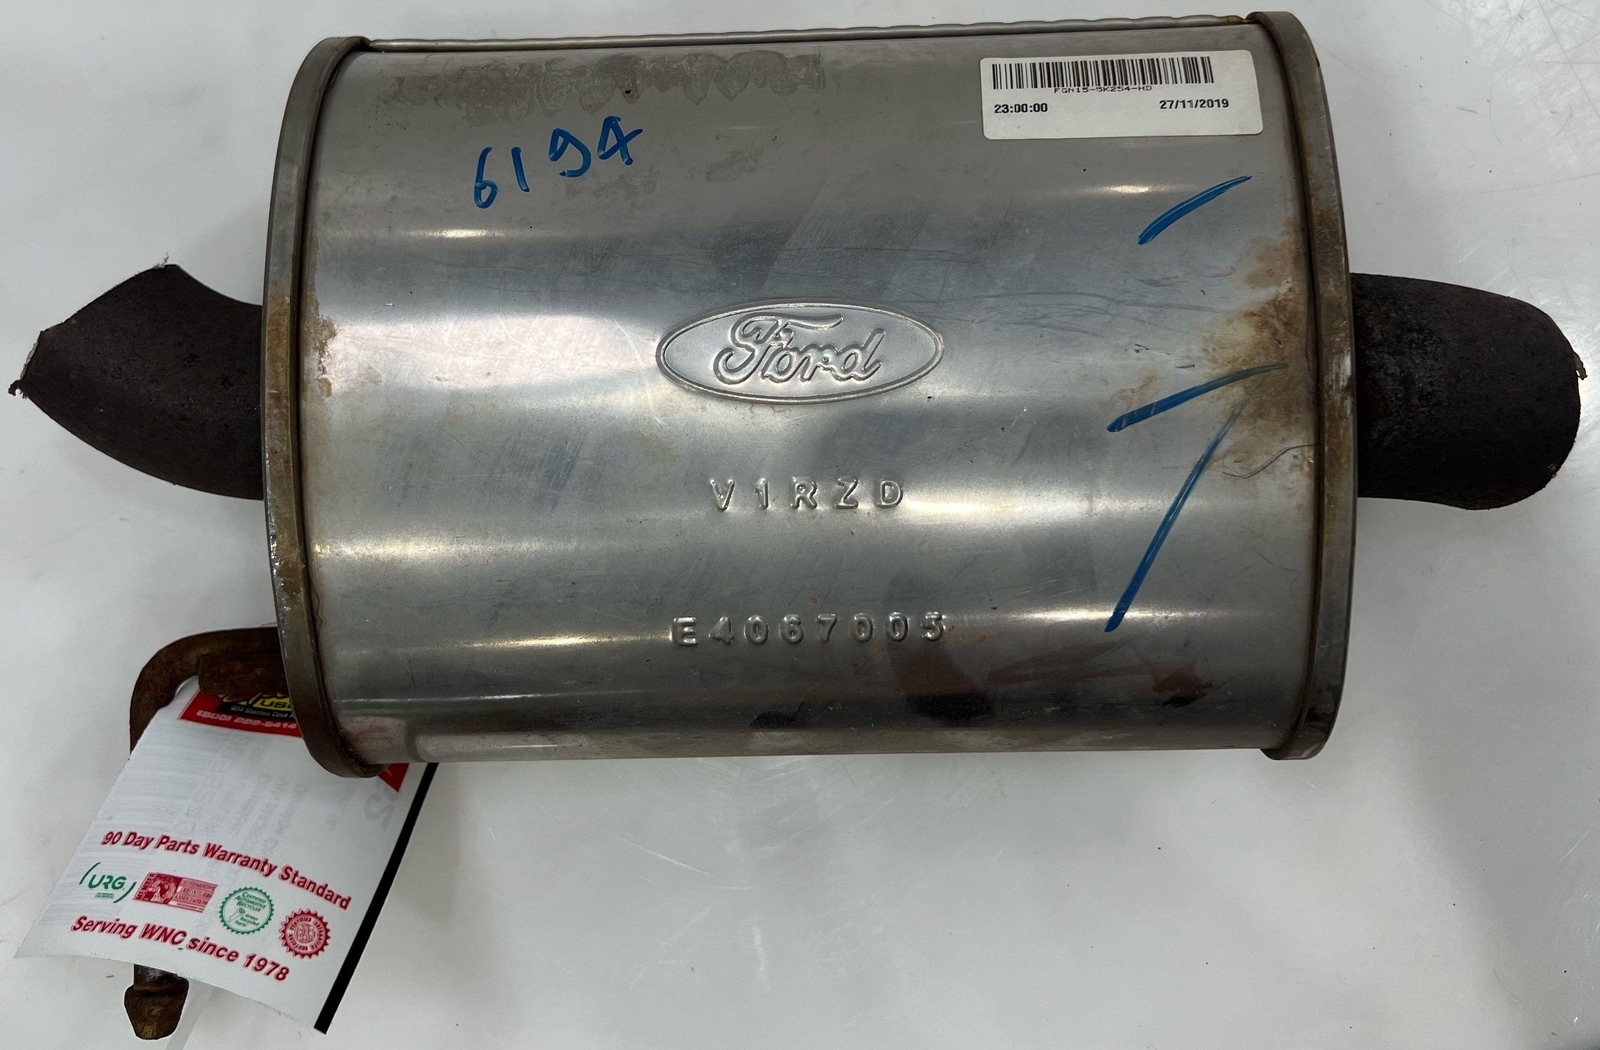 FGN15-5K254-HD
23:00:00 27/11/2019
6194
Ford
V1RZD
E4067005
90 Day Parts Warranty Standard
URG
Serving WNC since 1978